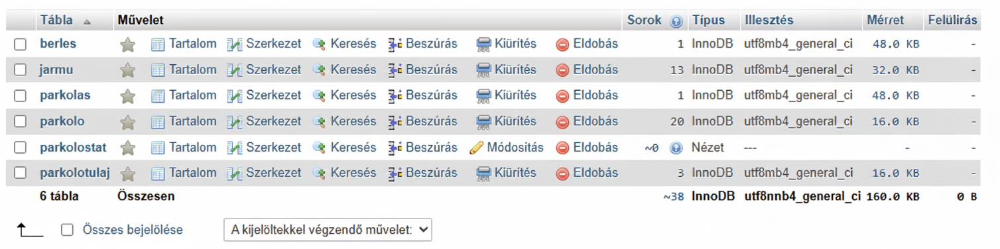 Tábla Művelet Sorok Típus Illesztés Mérret Felülirás
berles Tartalom Szerkezet Keresés Beszúrás Kiürítés Eldobás 1 InnoDB utf8mb4_general_ci 48.0 KB -
jarmu Tartalom Szerkezet Keresés Beszúrás Kiürítés Eldobás 13 InnoDB utf8mb4_general_ci 32.0 KB -
parkolas Tartalom Szerkezet Keresés Beszúrás Kiürítés Eldobás 1 InnoDB utf8mb4_general_ci 48.0 KB -
parkolo Tartalom Szerkezet Keresés Beszúrás Kiürítés Eldobás 20 InnoDB utf8mb4_general_ci 16.0 KB -
parkolostat Tartalom Szerkezet Keresés Beszúrás Módosítás Eldobás ~0 Nézet --- - -
parkolotulaj Tartalom Szerkezet Keresés Beszúrás Kiürítés Eldobás 3 InnoDB utf8mb4_general_ci 16.0 KB -
6 tábla Összesen ~38 InnoDB utf8nnb4_general_ci 160.0 KB 0 B
Összes bejelölése A kijelöltekkel végzendő művelet: